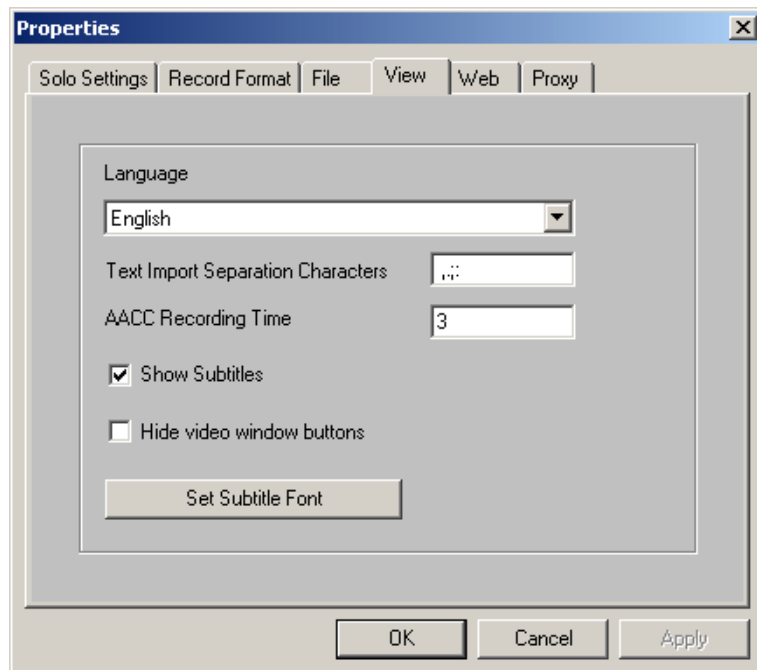 Properties
Solo Settings Record Format File View Web Proxy
Language
English
Text Import Separation Characters ,.;:
AACC Recording Time 3
Show Subtitles
Hide video window buttons
Set Subtitle Font
OK Cancel Apply